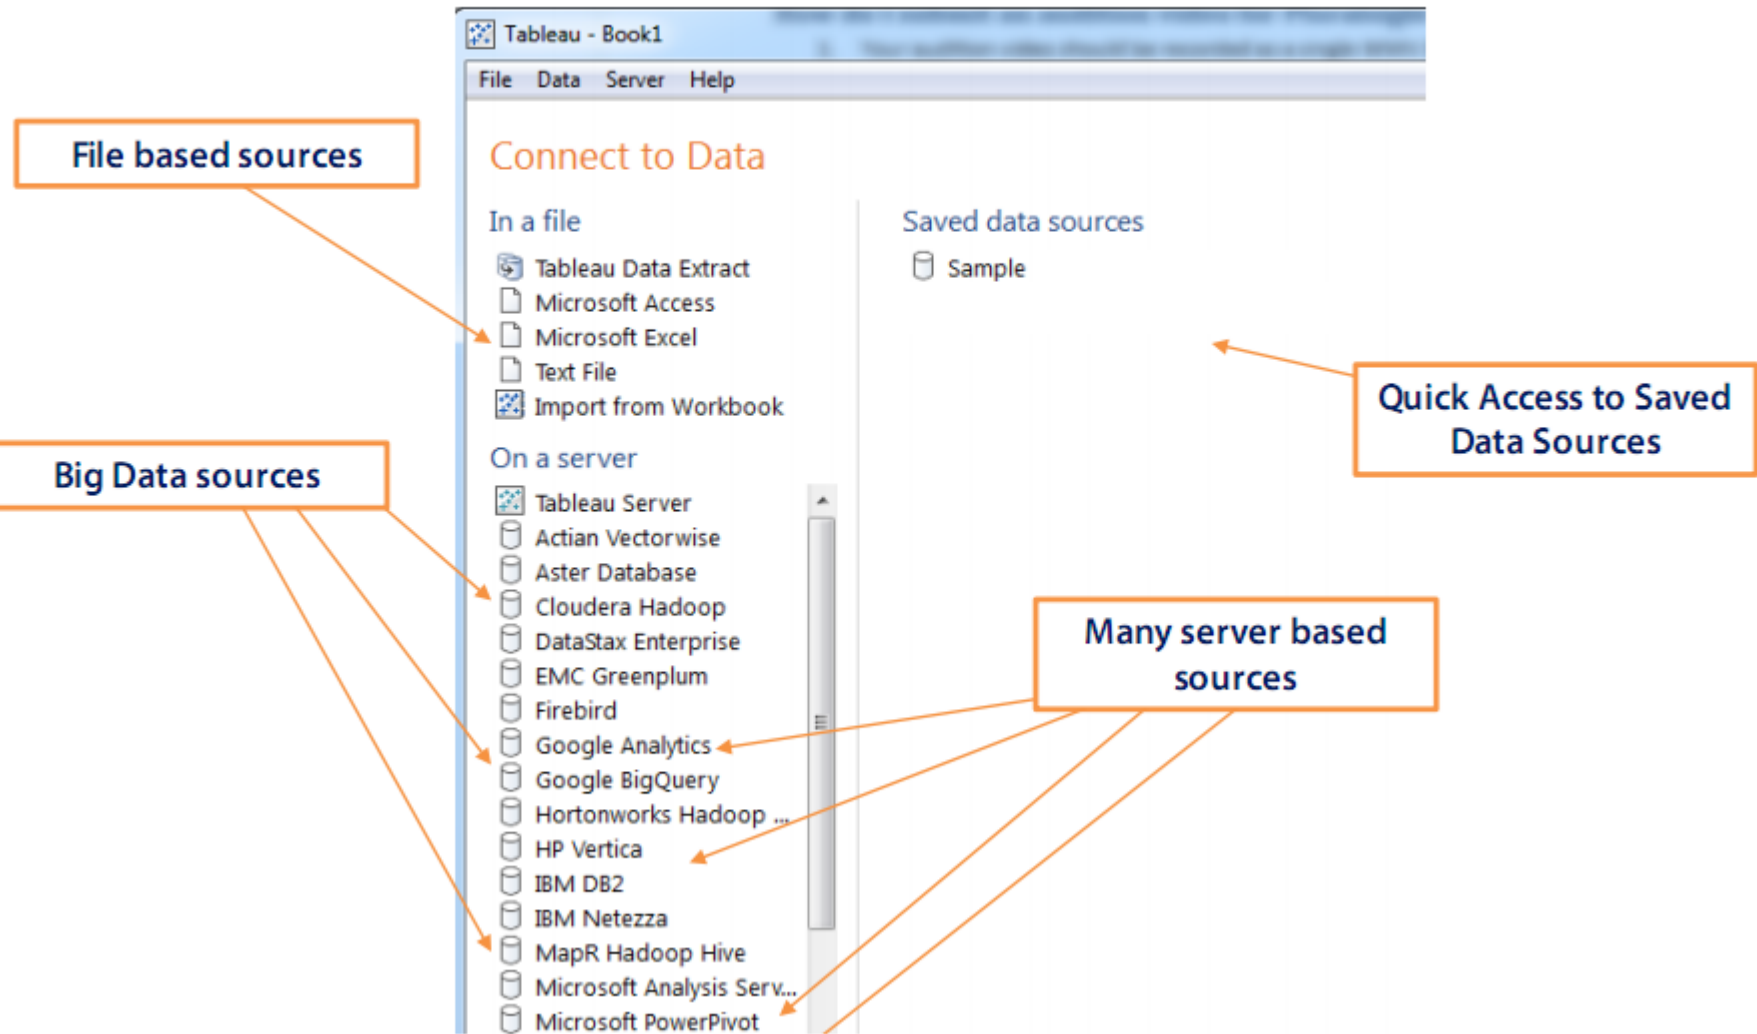 Tableau - Book1
File Data Server Help
File based sources
Connect to Data
In a file
Tableau Data Extract
Microsoft Access
Microsoft Excel
Text File
Import from Workbook
Saved data sources
Sample
Quick Access to Saved
Data Sources
Big Data sources
On a server
Tableau Server
Actian Vectorwise
Aster Database
Cloudera Hadoop
DataStax Enterprise
EMC Greenplum
Firebird
Google Analytics
Google BigQuery
Hortonworks Hadoop ...
HP Vertica
IBM DB2
IBM Netezza
MapR Hadoop Hive
Microsoft Analysis Serv...
Microsoft PowerPivot
Many server based
sources